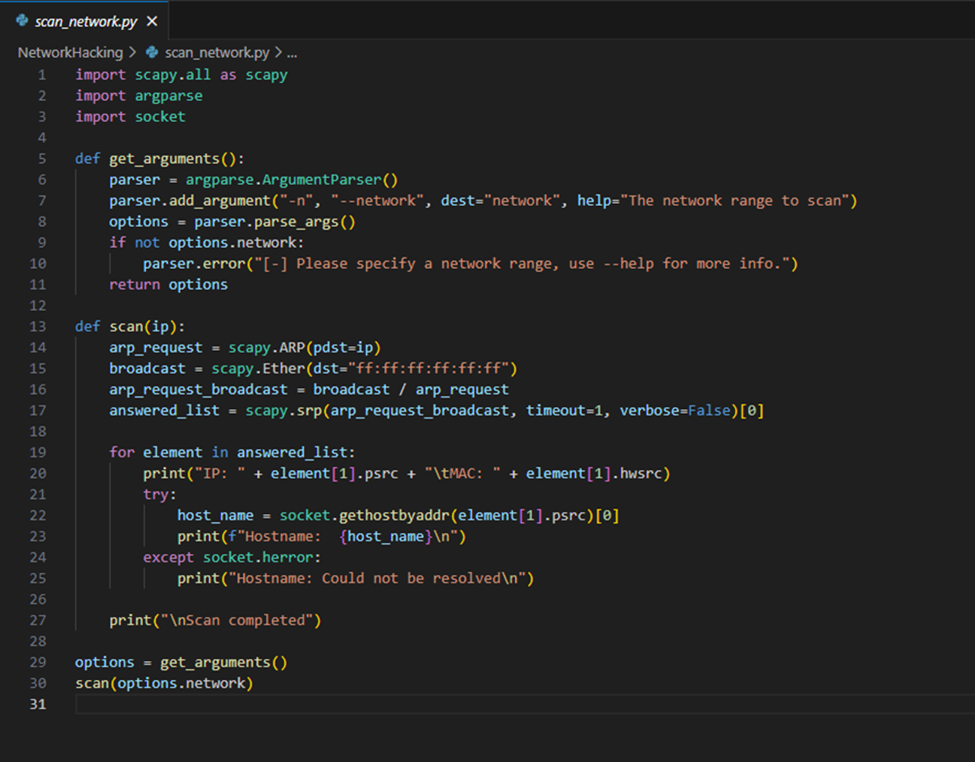 scan_network.py ×
NetworkHacking > scan_network.py > ...
1 import scapy.all as scapy
2 import argparse
3 import socket
4
5 def get_arguments():
6     parser = argparse.ArgumentParser()
7     parser.add_argument("-n", "--network", dest="network", help="The network range to scan")
8     options = parser.parse_args()
9     if not options.network:
10         parser.error("[-] Please specify a network range, use --help for more info.")
11     return options
12
13 def scan(ip):
14     arp_request = scapy.ARP(pdst=ip)
15     broadcast = scapy.Ether(dst="ff:ff:ff:ff:ff:ff")
16     arp_request_broadcast = broadcast / arp_request
17     answered_list = scapy.srp(arp_request_broadcast, timeout=1, verbose=False)[0]
18
19     for element in answered_list:
20         print("IP: " + element[1].psrc + "\tMAC: " + element[1].hwsrc)
21         try:
22             host_name = socket.gethostbyaddr(element[1].psrc)[0]
23             print(f"Hostname:  {host_name}\n")
24         except socket.herror:
25             print("Hostname: Could not be resolved\n")
26
27     print("\nScan completed")
28
29 options = get_arguments()
30 scan(options.network)
31